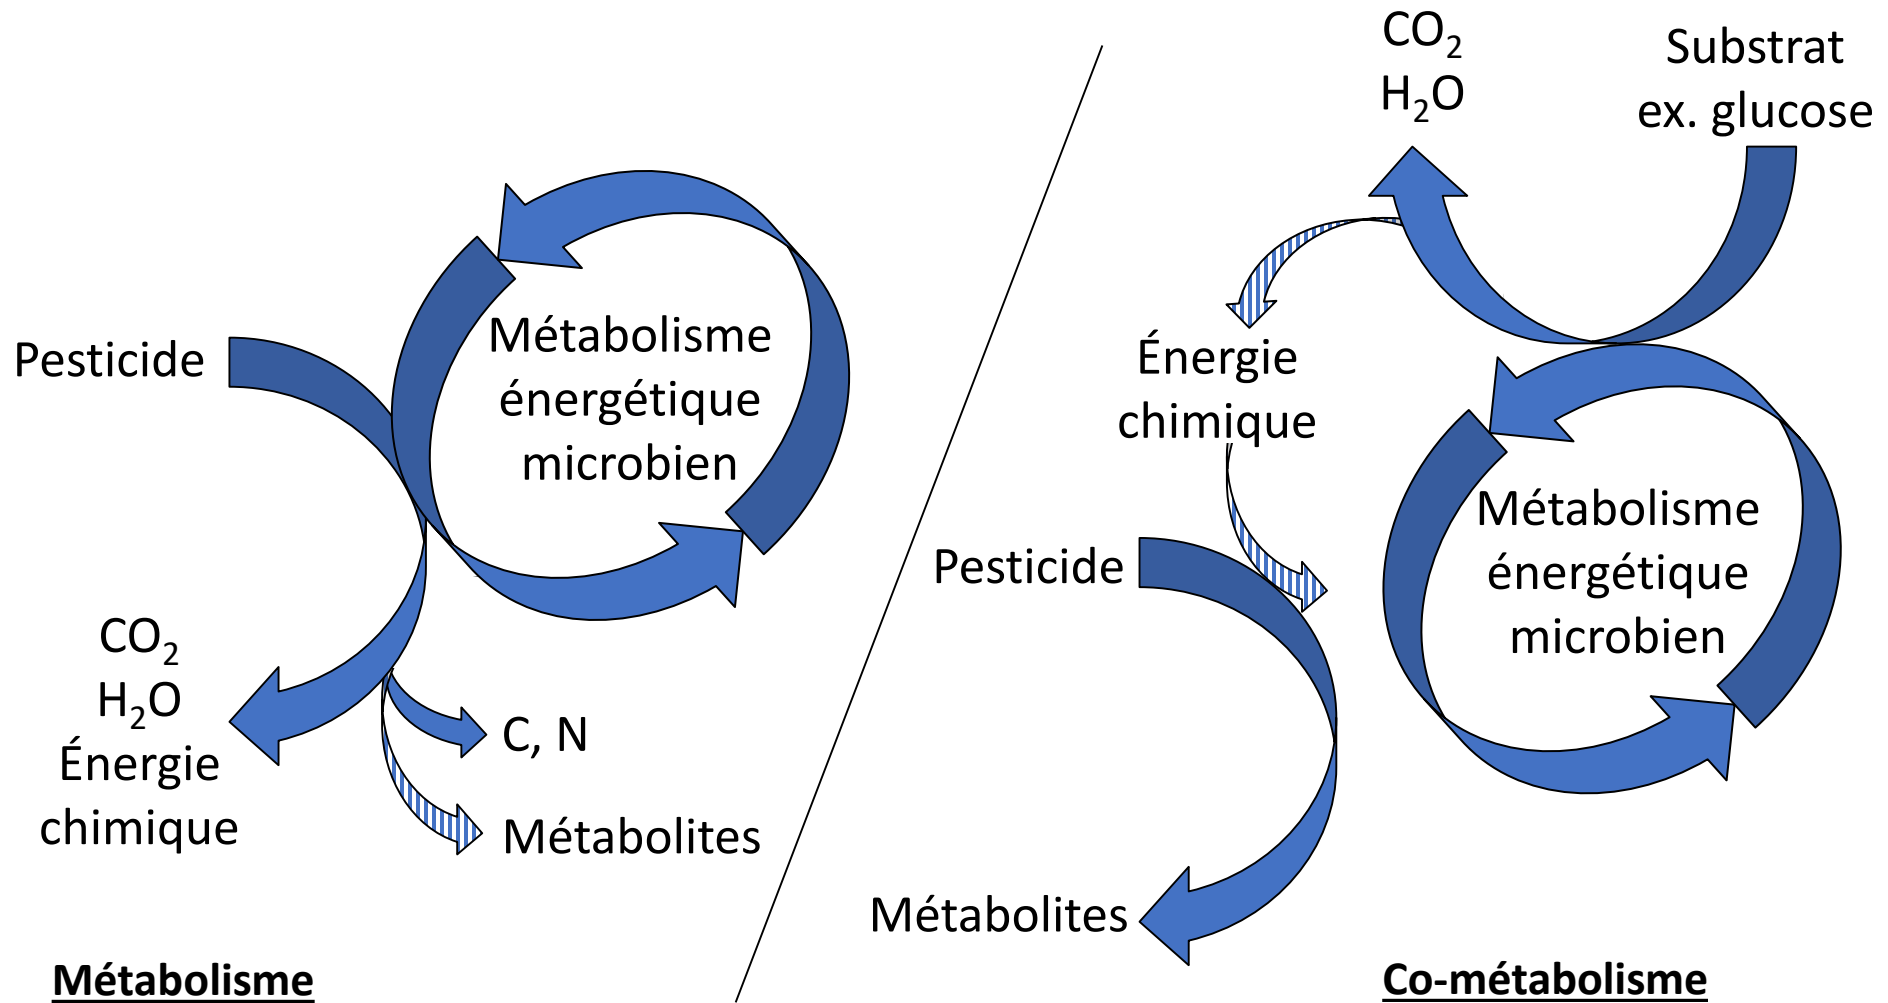 Pesticide
Métabolisme
énergétique
microbien
CO₂
H₂O
Énergie
chimique
C, N
Métabolites
Métabolisme
CO₂
H₂O
Substrat
ex. glucose
Énergie
chimique
Pesticide
Métabolisme
énergétique
microbien
Métabolites
Co-métabolisme